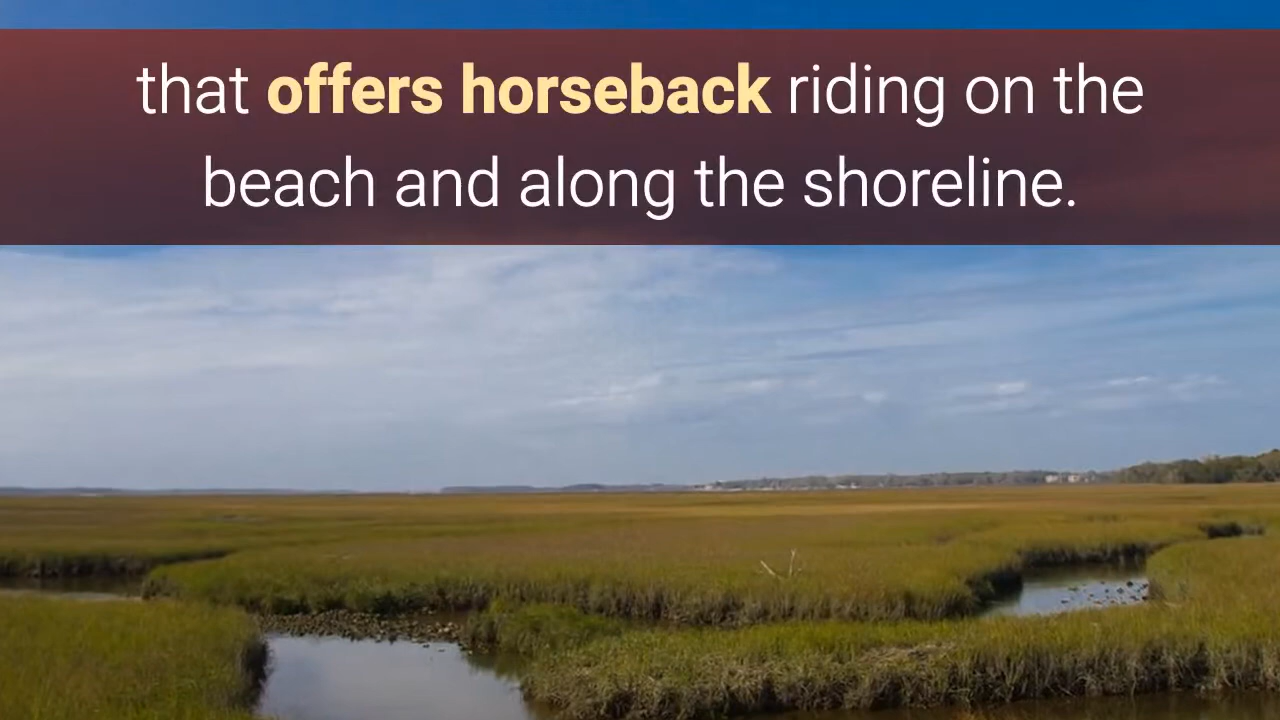 that offers horseback riding on the
beach and along the shoreline.